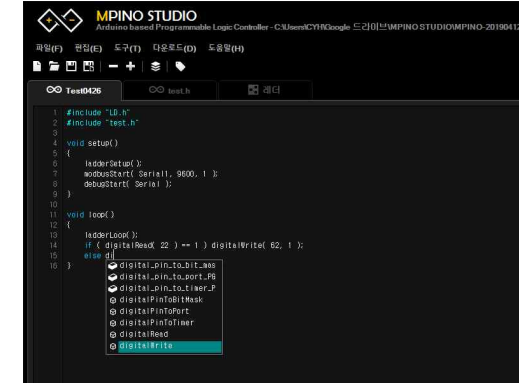 MPINO STUDIO
Arduino based Programmable Logic Controller - C:\Users\CYH\Google 드라이브\MPINO STUDIO\MPINO-20190412
파일(F) 편집(E) 도구(T) 다운로드(D) 도움말(H)
Test0426 test.h 래더
1 #include "LD.h"
2 #include "test.h"
3
4 void setup()
5 {
6 ladderSetup( );
7 modbusStart( Serial1, 9600, 1 );
8 debugStart( Serial );
9 }
10
11 void loop()
12 {
13 ladderLoop( );
14 if ( digitalRead( 22 ) == 1 ) digitalWrite( 62, 1 );
15 else di
16 }
digital_pin_to_bit_mas
digital_pin_to_port_PG
digital_pin_to_timer_P
digitalPinToBitMask
digitalPinToPort
digitalPinToTimer
digitalRead
digitalWrite